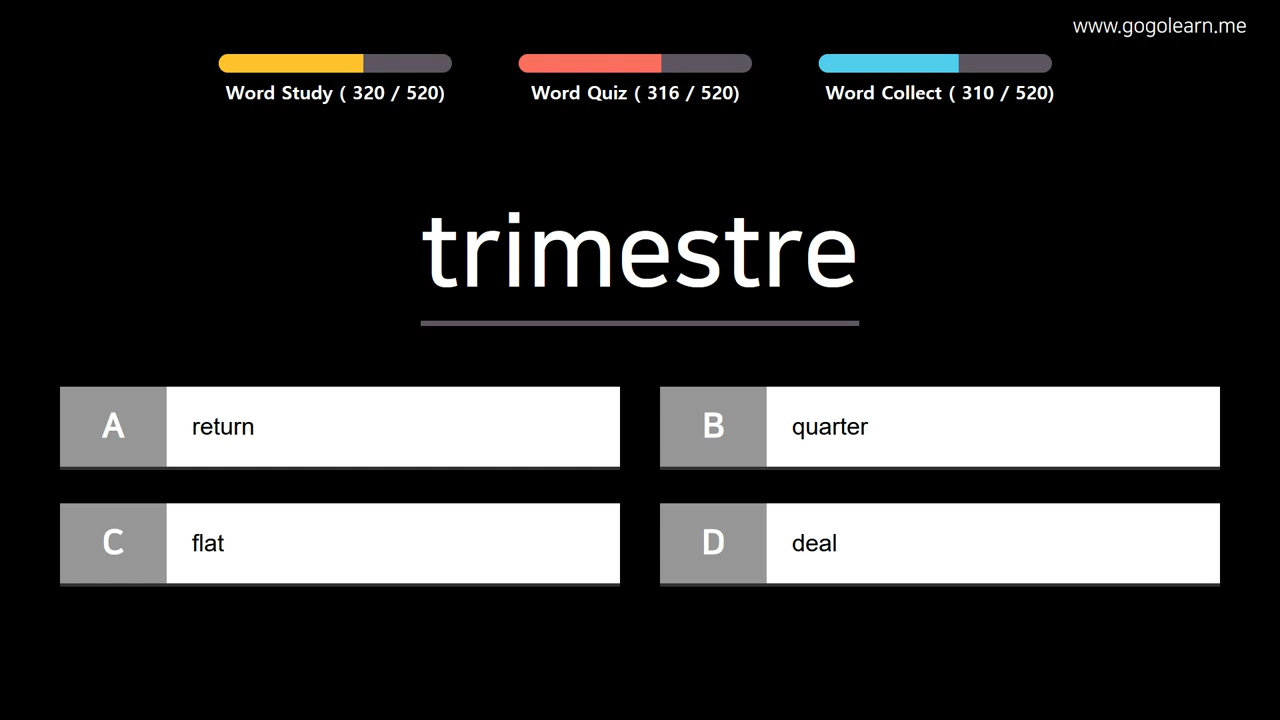 www.gogolearn.me
Word Study ( 320 / 520)
Word Quiz ( 316 / 520)
Word Collect ( 310 / 520)
trimestre
A return
B quarter
C flat
D deal